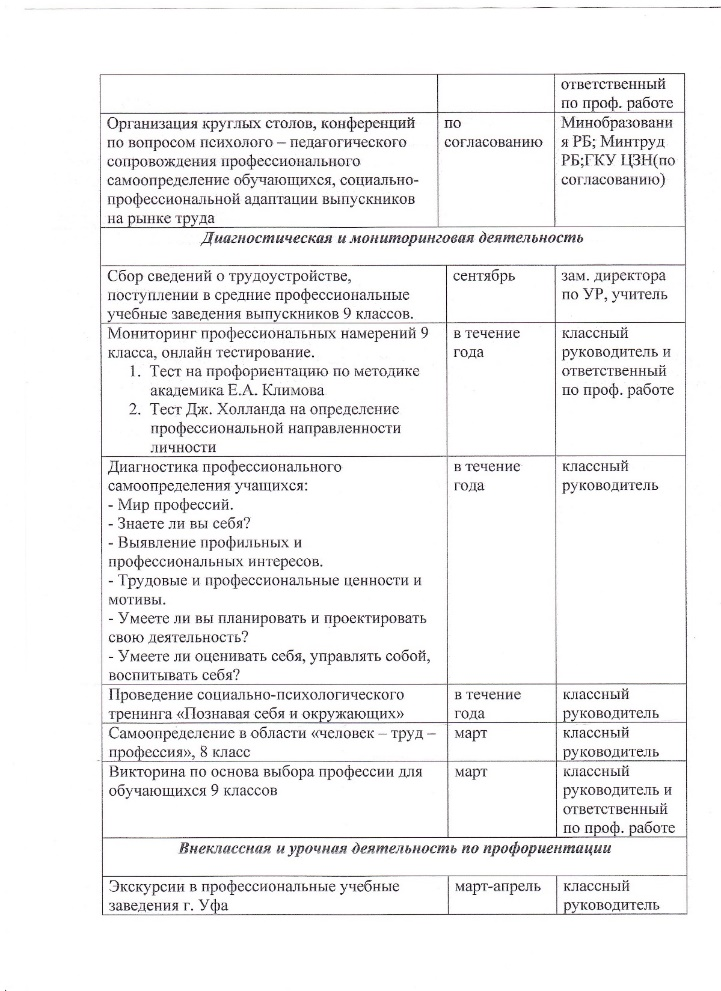 ответственный
по проф. работе
Организация круглых столов, конференций
по вопросом психолого – педагогического
сопровождения профессионального
самоопределение обучающихся, социально-
профессиональной адаптации выпускников
на рынке труда
по
согласованию
Минобразовани
я РБ; Минтруд
РБ;ГКУ ЦЗН(по
согласованию)
Диагностическая и мониторинговая деятельность
Сбор сведений о трудоустройстве,
поступлении в средние профессиональные
учебные заведения выпускников 9 классов.
сентябрь
зам. директора
по УР, учитель
Мониторинг профессиональных намерений 9
класса, онлайн тестирование.
1. Тест на профориентацию по методике
академика Е.А. Климова
2. Тест Дж. Холланда на определение
профессиональной направленности
личности
в течение
года
классный
руководитель и
ответственный
по проф. работе
Диагностика профессионального
самоопределения учащихся:
- Мир профессий.
- Знаете ли вы себя?
- Выявление профильных и
профессиональных интересов.
- Трудовые и профессиональные ценности и
мотивы.
- Умеете ли вы планировать и проектировать
свою деятельность?
- Умеете ли оценивать себя, управлять собой,
воспитывать себя?
в течение
года
классный
руководитель
Проведение социально-психологического
тренинга «Познавая себя и окружающих»
в течение
года
классный
руководитель
Самоопределение в области «человек – труд –
профессия», 8 класс
март
классный
руководитель
Викторина по основа выбора профессии для
обучающихся 9 классов
март
классный
руководитель и
ответственный
по проф. работе
Внеклассная и урочная деятельность по профориентации
Экскурсии в профессиональные учебные
заведения г. Уфа
март-апрель
классный
руководитель